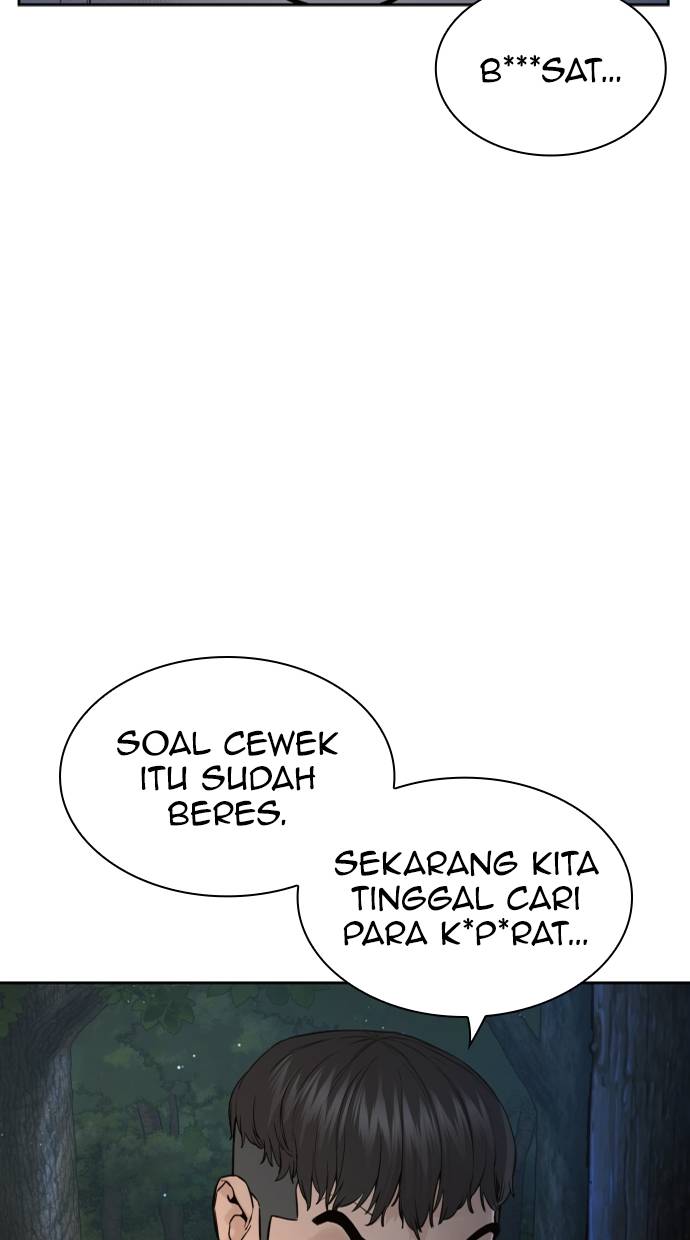 B***SAT...
SOAL CEWEK
ITU SUDAH
BERES.
SEKARANG KITA
TINGGAL CARI
PARA K*P*RAT...